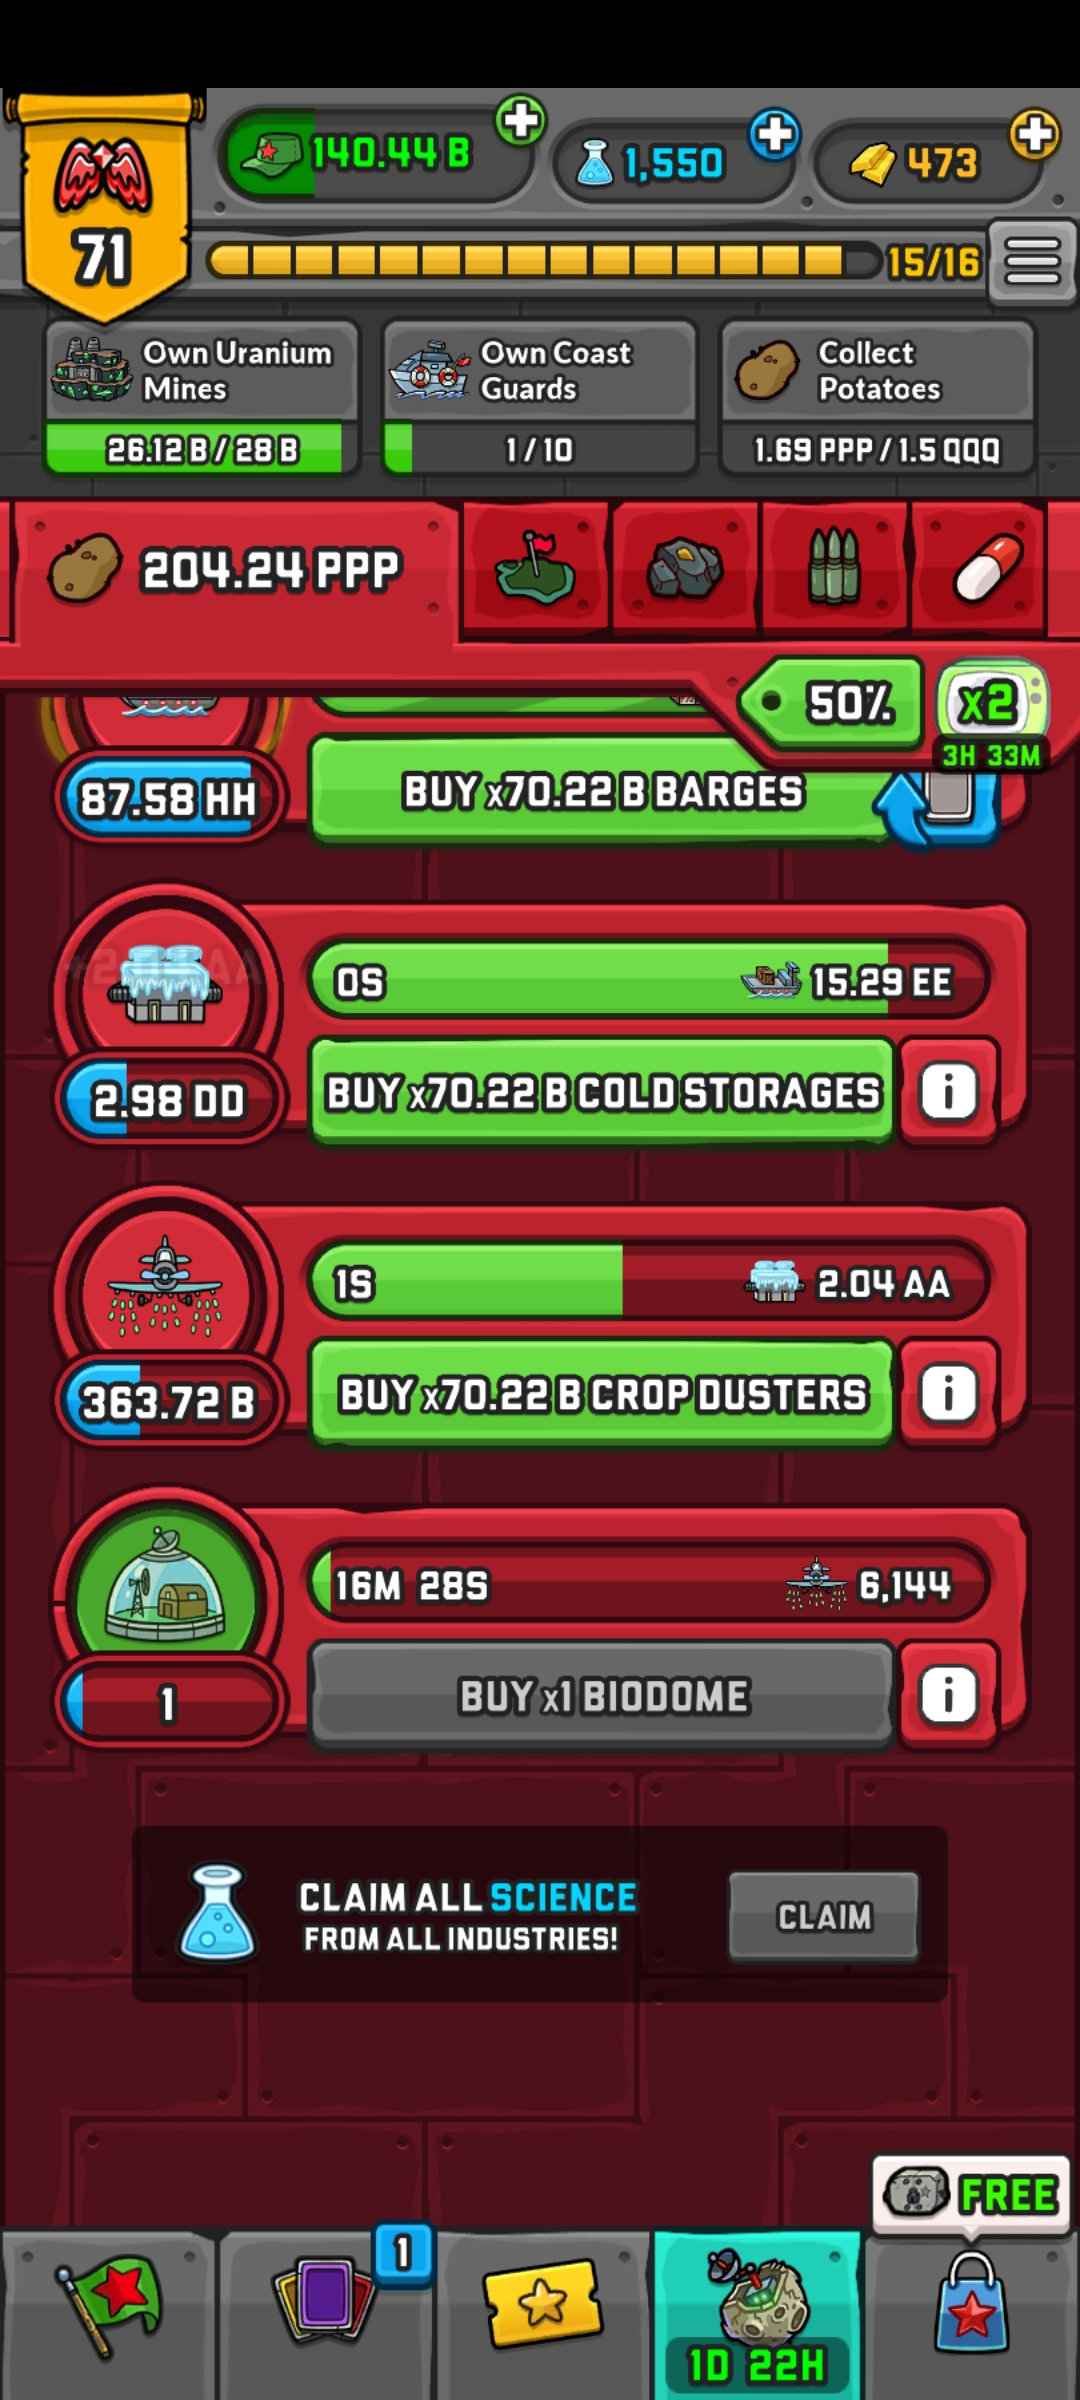 140.44 B
1,550
473
71
15/16
Own Uranium
Mines
26.12 B / 28 B
Own Coast
Guards
1 / 10
Collect
Potatoes
1.69 PPP / 1.5 QQQ
204.24 PPP
50%
x2
3H 33M
87.58 HH
BUY x70.22 B BARGES
0S
15.29 EE
2.98 DD
BUY x70.22 B COLD STORAGES
i
1S
2.04 AA
363.72 B
BUY x70.22 B CROP DUSTERS
i
16M 28S
6,144
1
BUY x1 BIODOME
i
CLAIM ALL SCIENCE
FROM ALL INDUSTRIES!
CLAIM
FREE
1
1D 22H